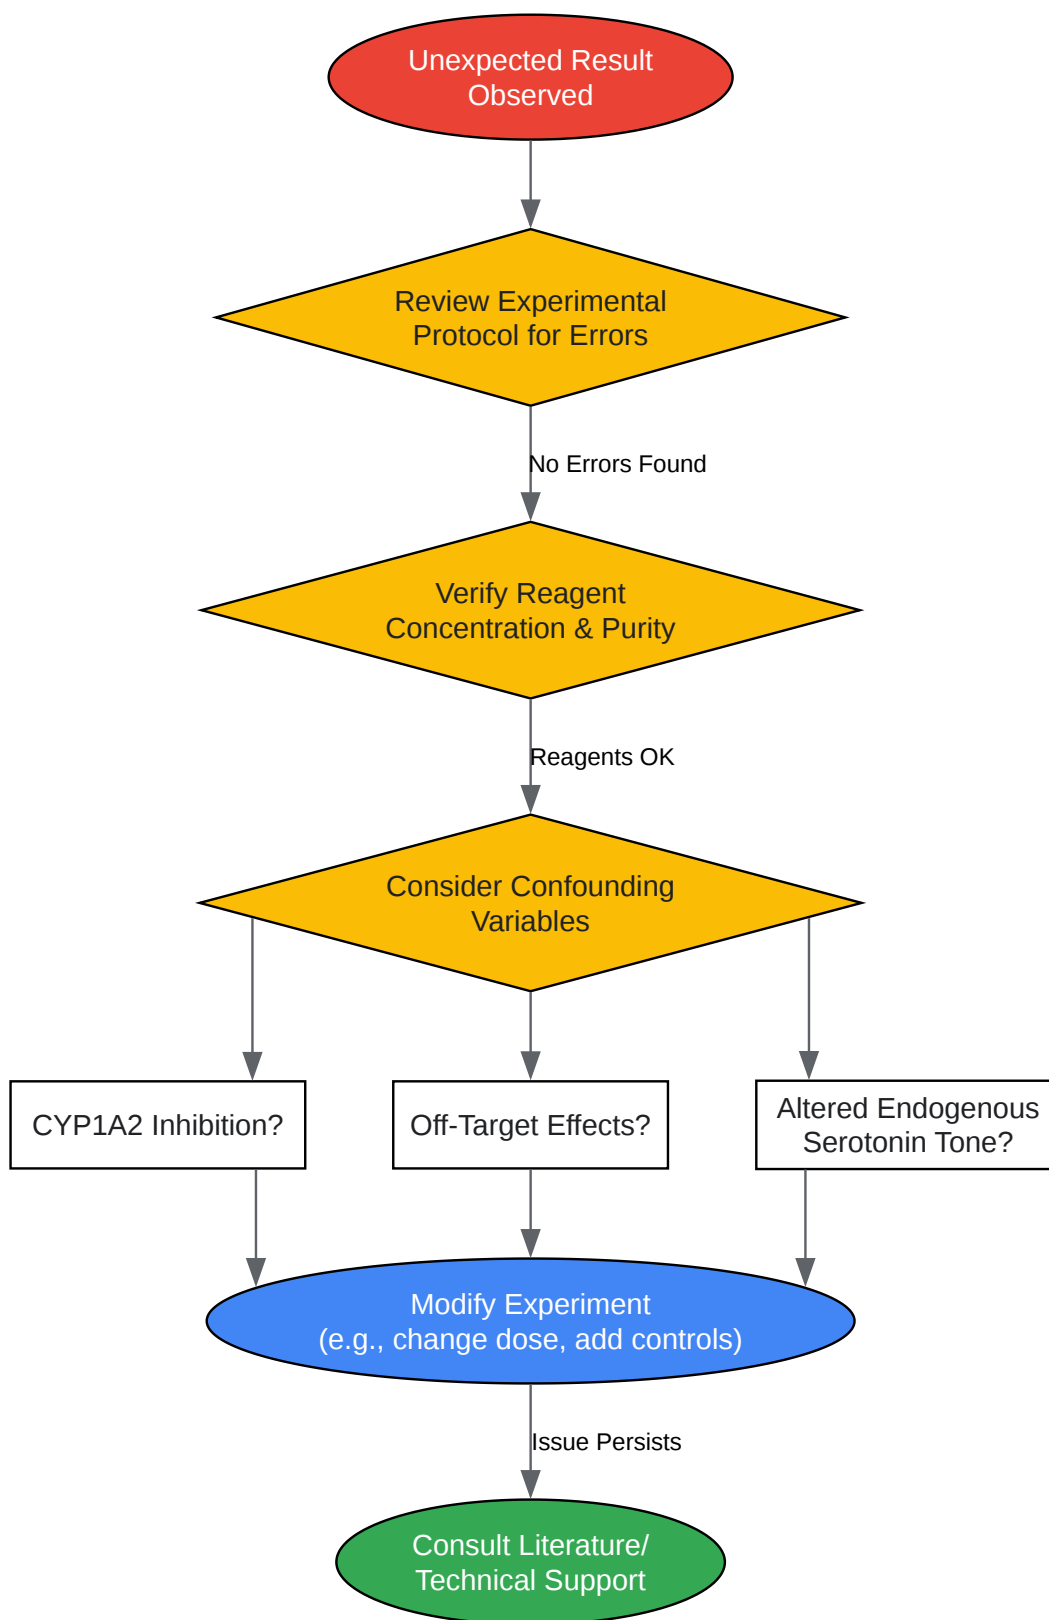 Unexpected Result
Observed
Review Experimental
Protocol for Errors
No Errors Found
Verify Reagent
Concentration & Purity
Reagents OK
Consider Confounding
Variables
CYP1A2 Inhibition?
Off-Target Effects?
Altered Endogenous
Serotonin Tone?
Modify Experiment
(e.g., change dose, add controls)
Issue Persists
Consult Literature/
Technical Support